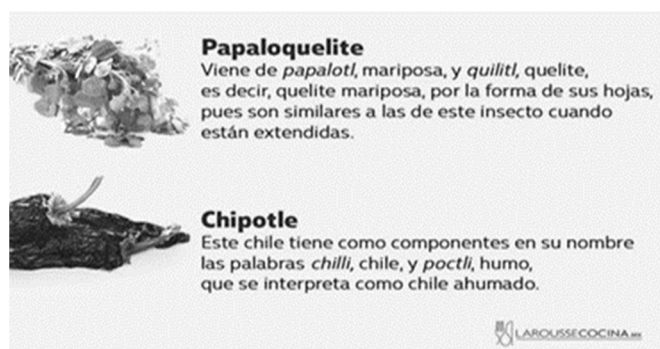 Papaloquelite
Viene de papalotl, mariposa, y quilitl, quelite,
es decir, quelite mariposa, por la forma de sus hojas,
pues son similares a las de este insecto cuando
están extendidas.
Chipotle
Este chile tiene como componentes en su nombre
las palabras chilli, chile, y poctli, humo,
que se interpreta como chile ahumado.
LAROUSSECOCINA.MX